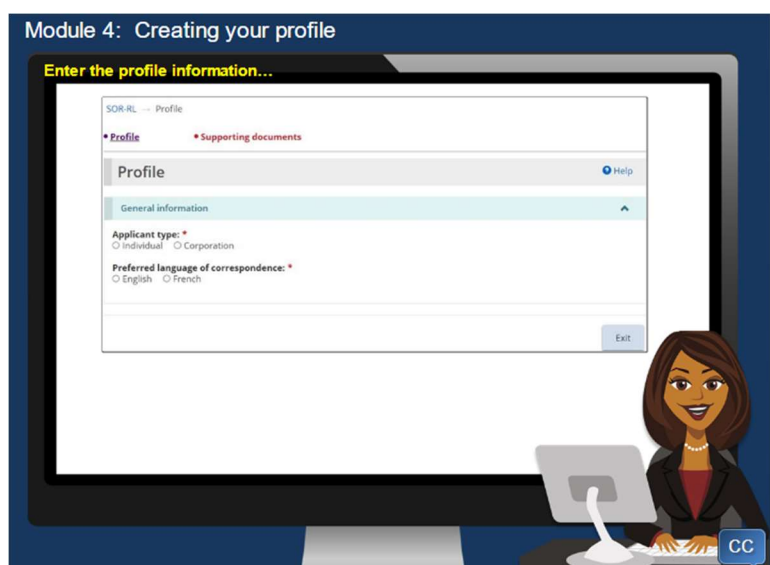 Module 4: Creating your profile
Enter the profile information...
SOR-RL → Profile
Profile Supporting documents
Profile Help
General information
Applicant type: *
Individual Corporation
Preferred language of correspondence: *
English French
Exit
CC